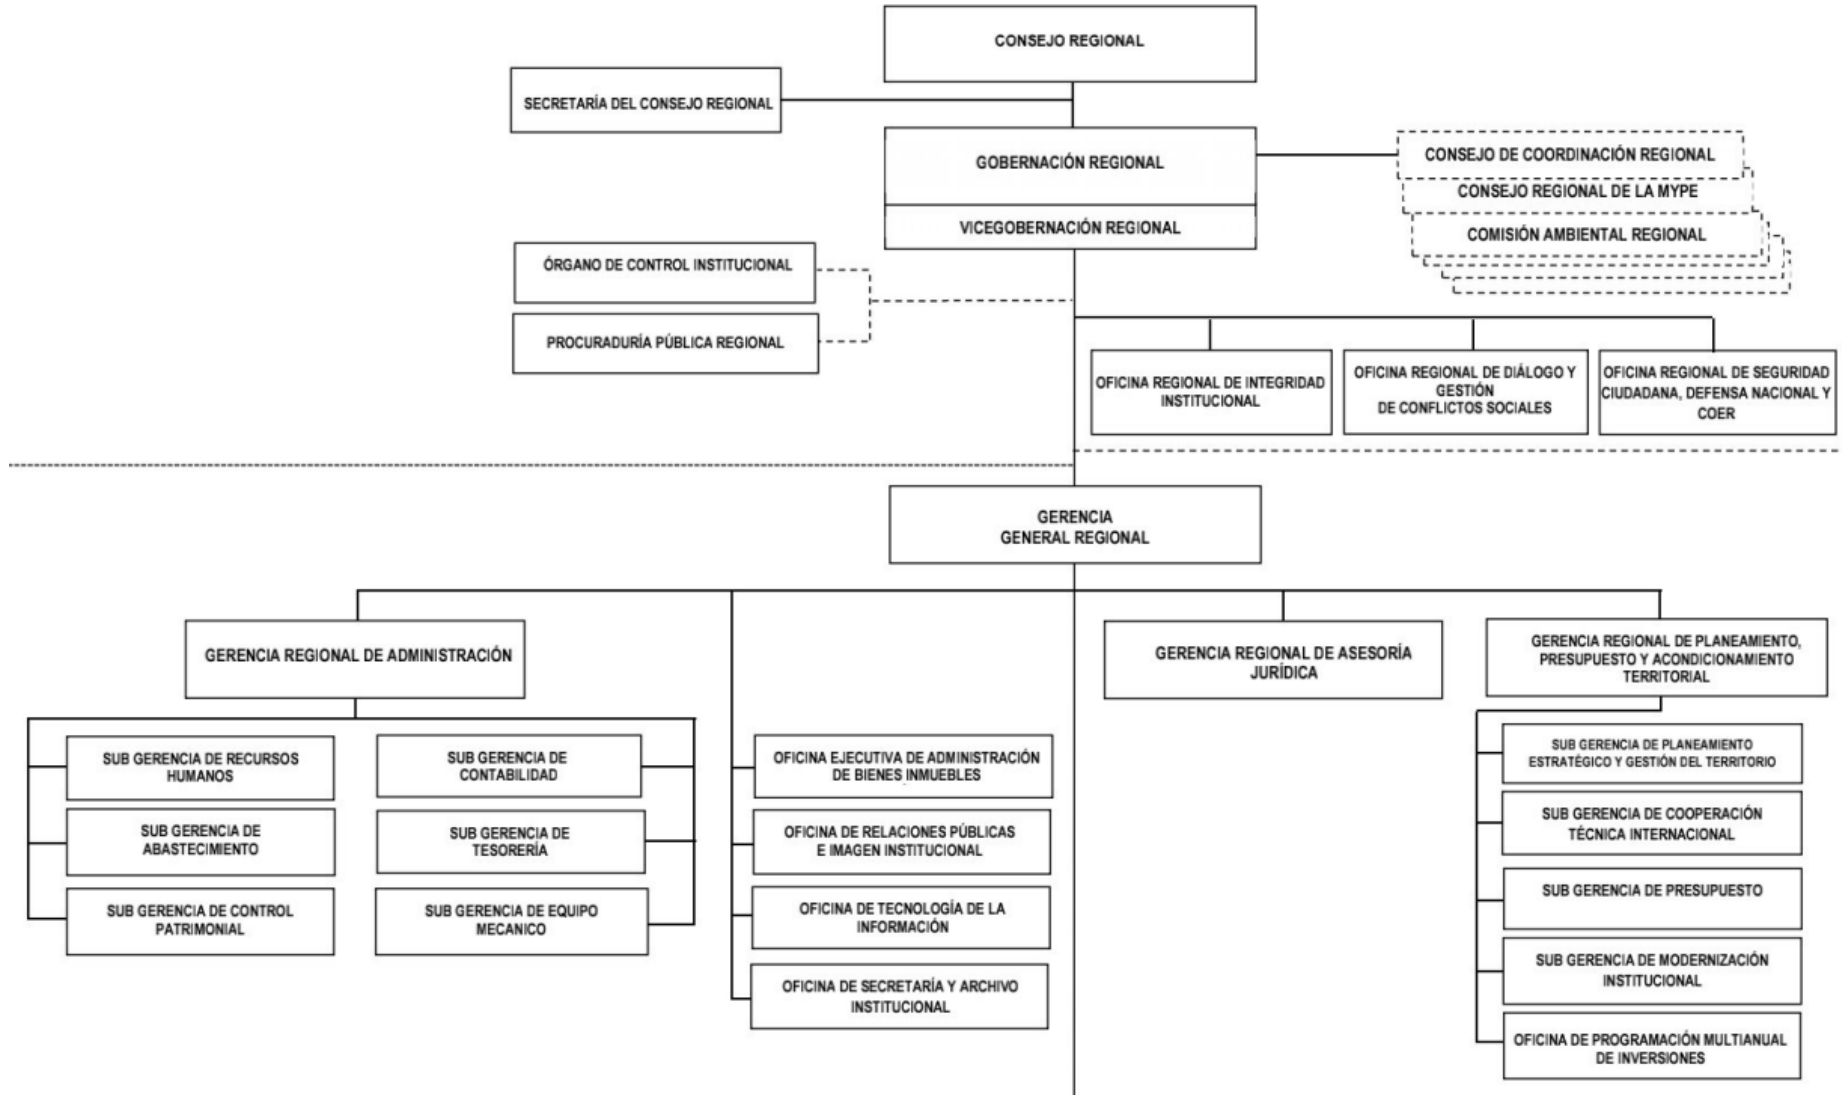 CONSEJO REGIONAL
SECRETARÍA DEL CONSEJO REGIONAL
GOBERNACIÓN REGIONAL
VICEGOBERNACIÓN REGIONAL
CONSEJO DE COORDINACIÓN REGIONAL
CONSEJO REGIONAL DE LA MYPE
COMISIÓN AMBIENTAL REGIONAL
ÓRGANO DE CONTROL INSTITUCIONAL
PROCURADURÍA PÚBLICA REGIONAL
OFICINA REGIONAL DE INTEGRIDAD
INSTITUCIONAL
OFICINA REGIONAL DE DIÁLOGO Y
GESTIÓN
DE CONFLICTOS SOCIALES
OFICINA REGIONAL DE SEGURIDAD
CIUDADANA, DEFENSA NACIONAL Y
COER
GERENCIA
GENERAL REGIONAL
GERENCIA REGIONAL DE ADMINISTRACIÓN
GERENCIA REGIONAL DE ASESORÍA
JURÍDICA
GERENCIA REGIONAL DE PLANEAMIENTO,
PRESUPUESTO Y ACONDICIONAMIENTO
TERRITORIAL
SUB GERENCIA DE RECURSOS
HUMANOS
SUB GERENCIA DE
ABASTECIMIENTO
SUB GERENCIA DE CONTROL
PATRIMONIAL
SUB GERENCIA DE
CONTABILIDAD
SUB GERENCIA DE
TESORERÍA
SUB GERENCIA DE EQUIPO
MECANICO
OFICINA EJECUTIVA DE ADMINISTRACIÓN
DE BIENES INMUEBLES
OFICINA DE RELACIONES PÚBLICAS
E IMAGEN INSTITUCIONAL
OFICINA DE TECNOLOGÍA DE LA
INFORMACIÓN
OFICINA DE SECRETARÍA Y ARCHIVO
INSTITUCIONAL
SUB GERENCIA DE PLANEAMIENTO
ESTRATÉGICO Y GESTIÓN DEL TERRITORIO
SUB GERENCIA DE COOPERACIÓN
TÉCNICA INTERNACIONAL
SUB GERENCIA DE PRESUPUESTO
SUB GERENCIA DE MODERNIZACIÓN
INSTITUCIONAL
OFICINA DE PROGRAMACIÓN MULTIANUAL
DE INVERSIONES